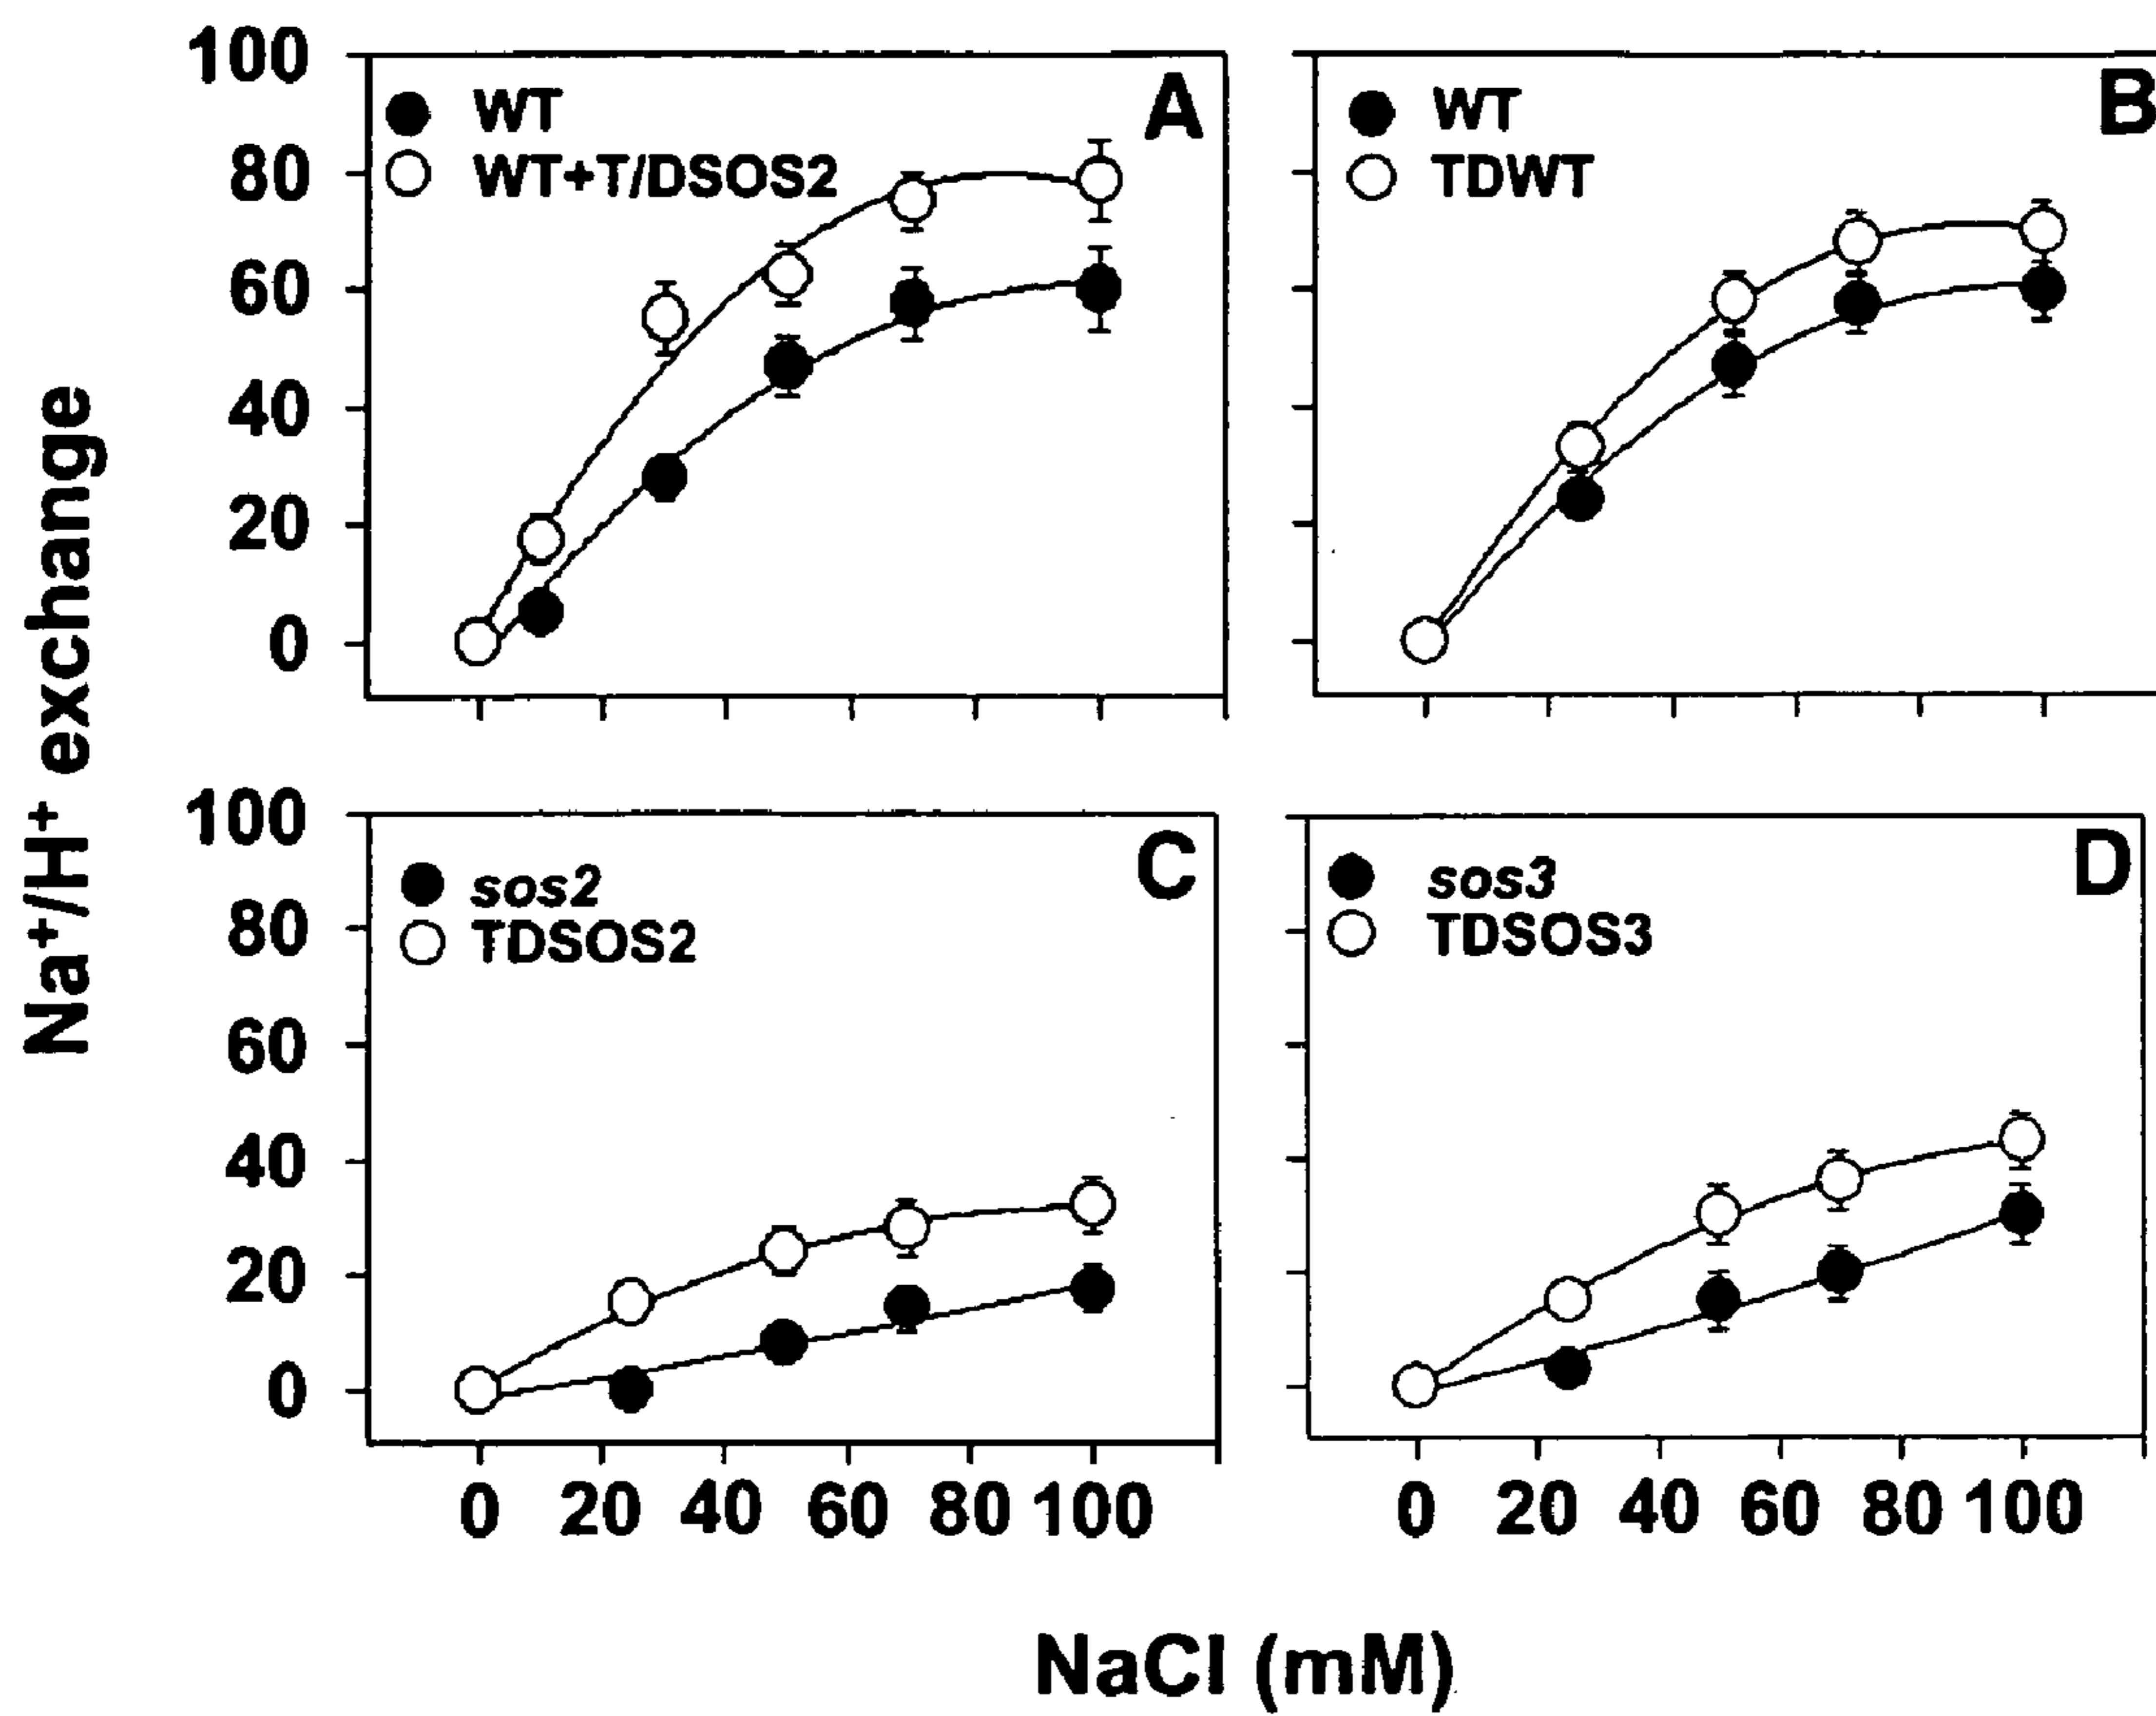 Na+/H+ exchange
100
80
60
40
20
0
WT
WT+T/DSOS2
A
WT
TDWT
B
100
80
60
40
20
0
sos2
TDSOS2
C
sos3
TDSOS3
D
0 20 40 60 80 100
0 20 40 60 80 100
NaCl (mM)